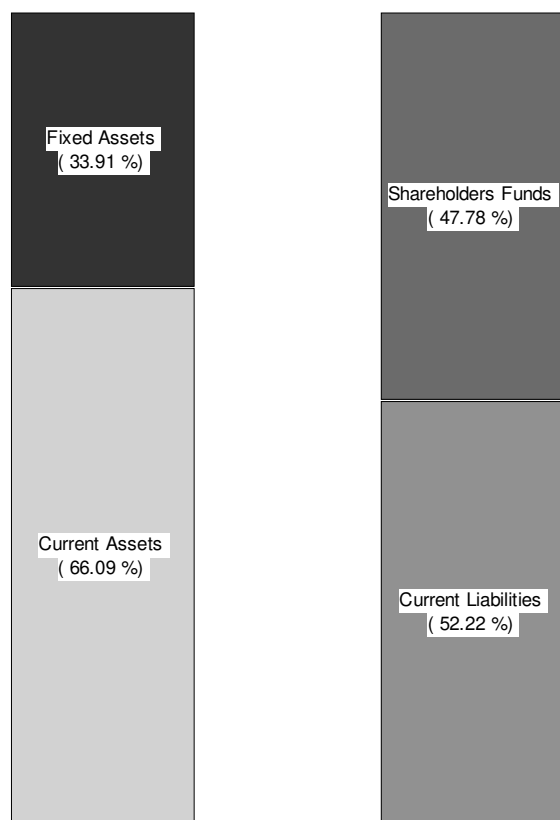 Fixed Assets
( 33.91 %)
Shareholders Funds
( 47.78 %)
Current Assets
( 66.09 %)
Current Liabilities
( 52.22 %)